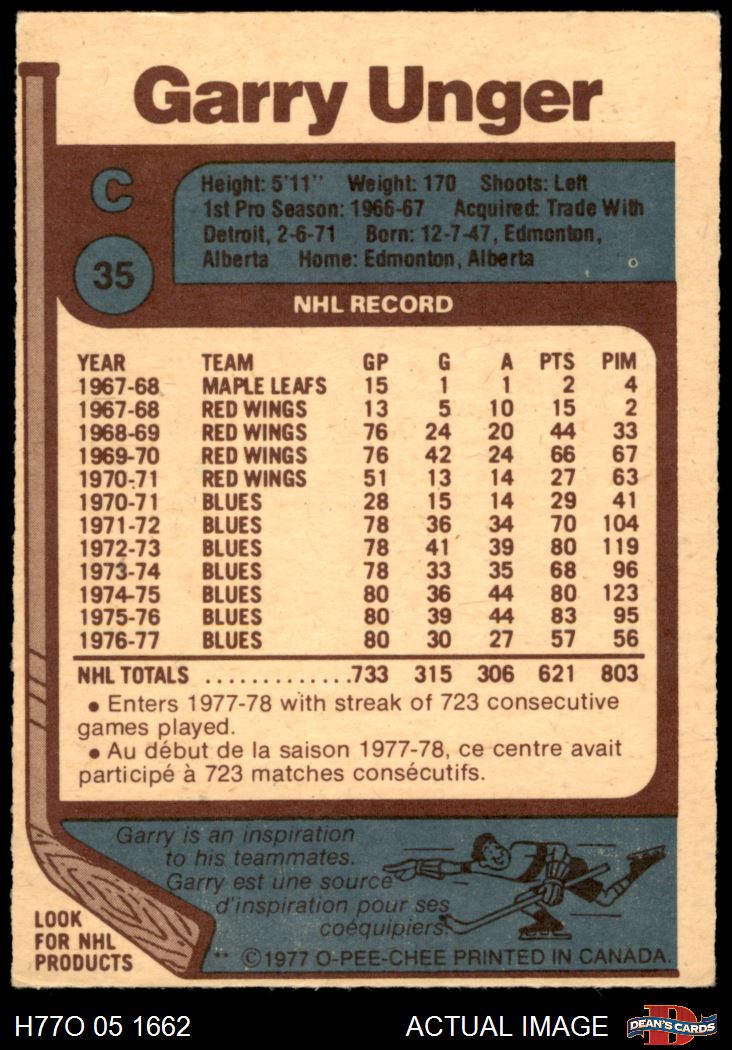 Garry Unger
C
35
Height: 5'11" Weight: 170 Shoots: Left
1st Pro Season: 1966-67 Acquired: Trade With
Detroit, 2-6-71 Born: 12-7-47, Edmonton,
Alberta Home: Edmonton, Alberta
NHL RECORD
YEAR TEAM GP G A PTS PIM
1967-68 MAPLE LEAFS 15 1 1 2 4
1967-68 RED WINGS 13 5 10 15 2
1968-69 RED WINGS 76 24 20 44 33
1969-70 RED WINGS 76 42 24 66 67
1970-71 RED WINGS 51 13 14 27 63
1970-71 BLUES 28 15 14 29 41
1971-72 BLUES 78 36 34 70 104
1972-73 BLUES 78 41 39 80 119
1973-74 BLUES 78 33 35 68 96
1974-75 BLUES 80 36 44 80 123
1975-76 BLUES 80 39 44 83 95
1976-77 BLUES 80 30 27 57 56
NHL TOTALS .............733 315 306 621 803
• Enters 1977-78 with streak of 723 consecutive
games played.
• Au début de la saison 1977-78, ce centre avait
participé à 723 matches consécutifs.
Garry is an inspiration
to his teammates.
Garry est une source
d'inspiration pour ses
coéquipiers.
LOOK
FOR NHL
PRODUCTS
** ©1977 O-PEE-CHEE PRINTED IN CANADA.
H77O 05 1662 ACTUAL IMAGE
D
DEAN'S CARDS